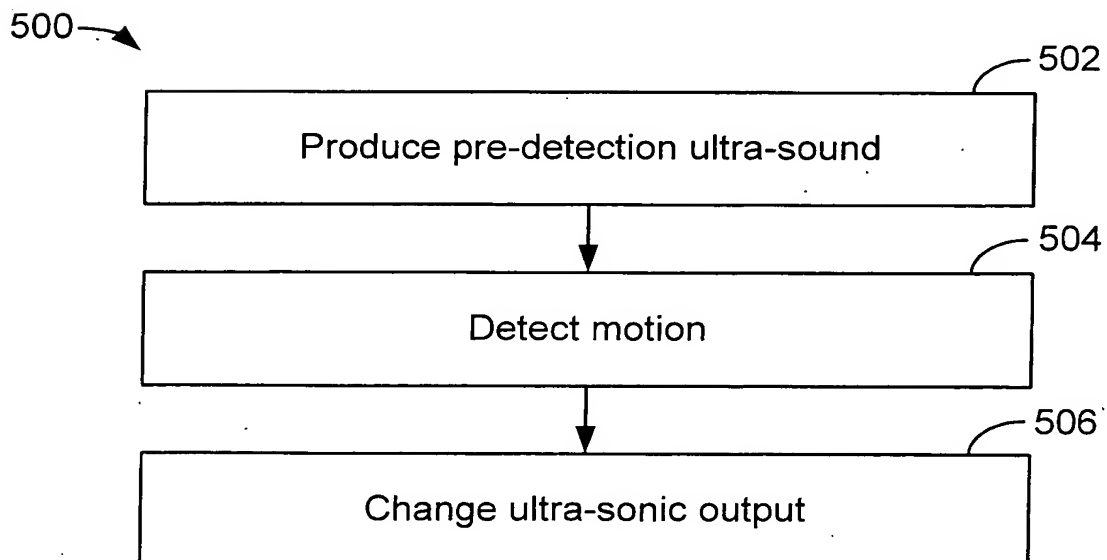 500
502
Produce pre-detection ultra-sound
504
Detect motion
506
Change ultra-sonic output